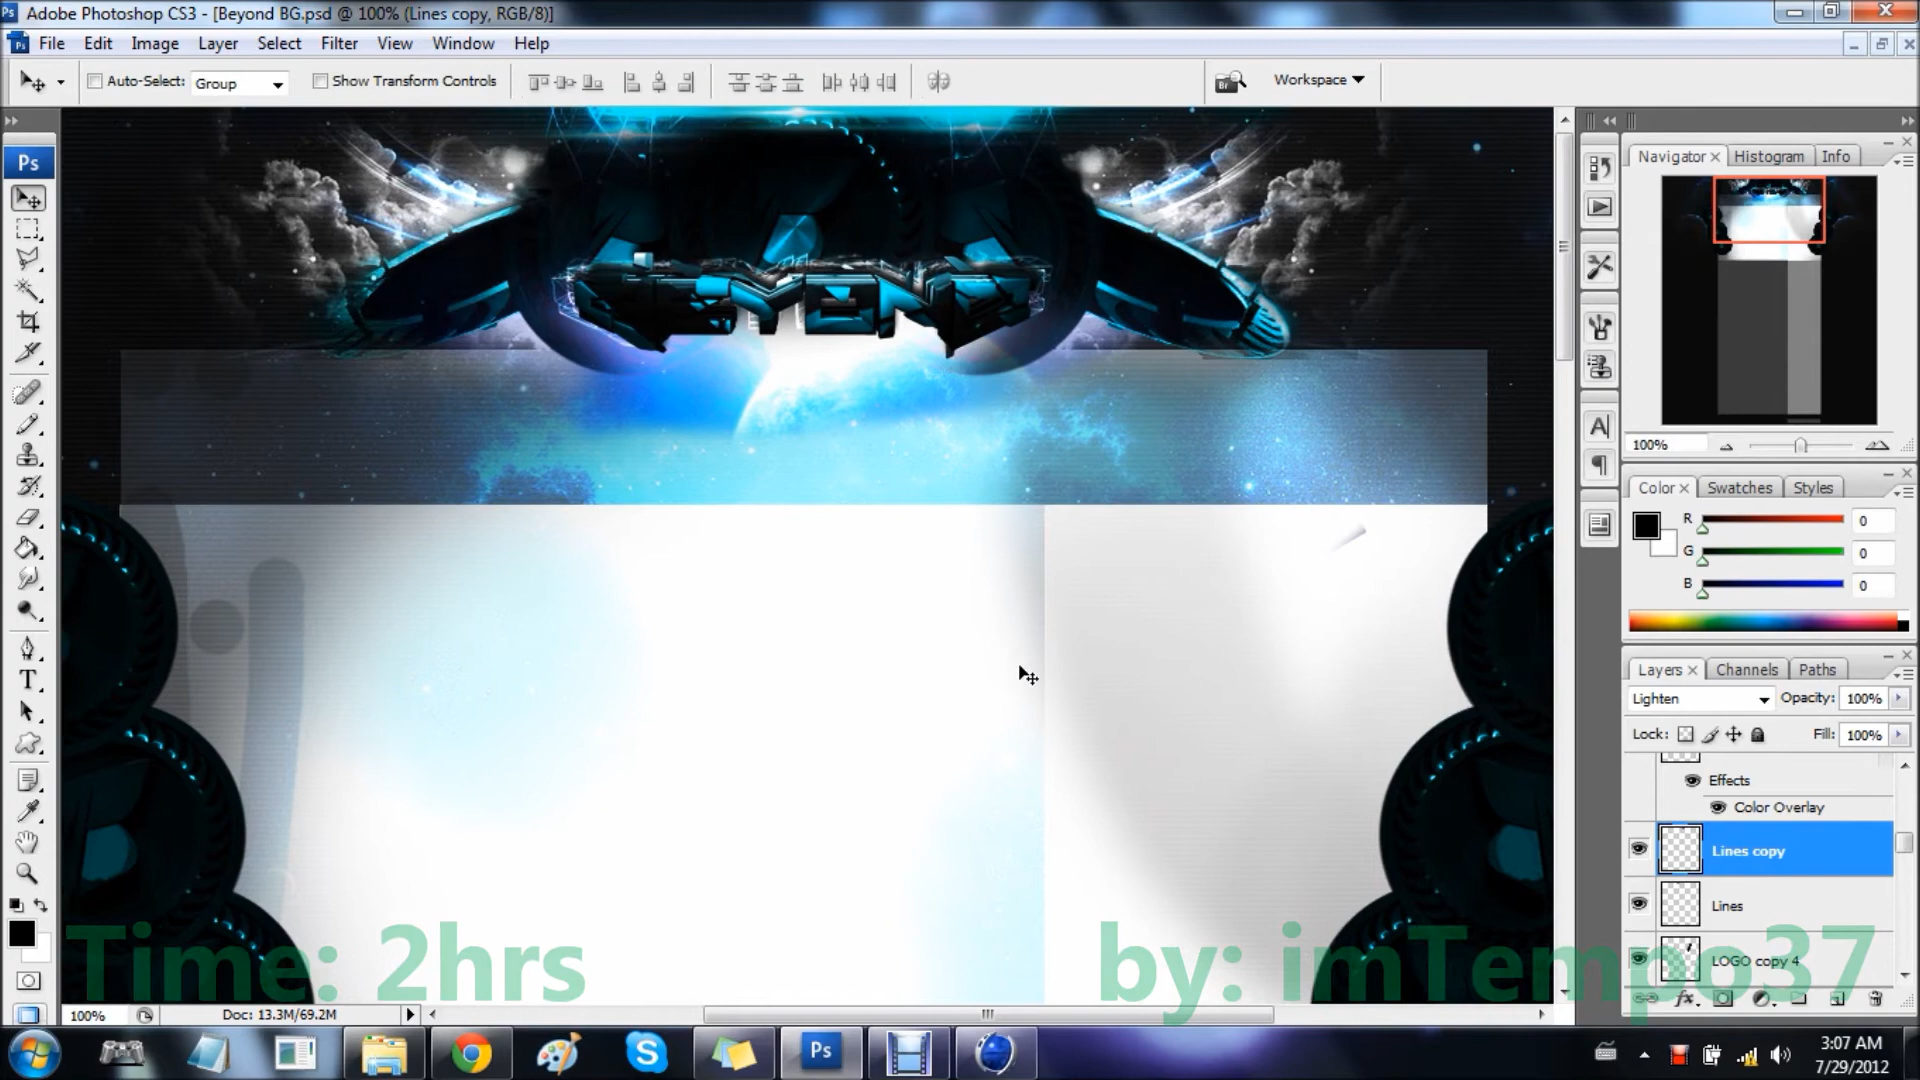 Adobe Photoshop CS3 - [Beyond BG.psd @ 100% (Lines copy, RGB/8)]
File Edit Image Layer Select Filter View Window Help
Auto-Select: Group Show Transform Controls Br Workspace
Ps
Navigator Histogram Info
100%
Color Swatches Styles
R 0
G 0
B 0
Layers Channels Paths
Lighten Opacity: 100%
Lock: Fill: 100%
Effects
Color Overlay
Lines copy
Lines
LOGO copy 4
Time: 2hrs
by: imTempo37
100% Doc: 13.3M/69.2M
Ps
3:07 AM
7/29/2012